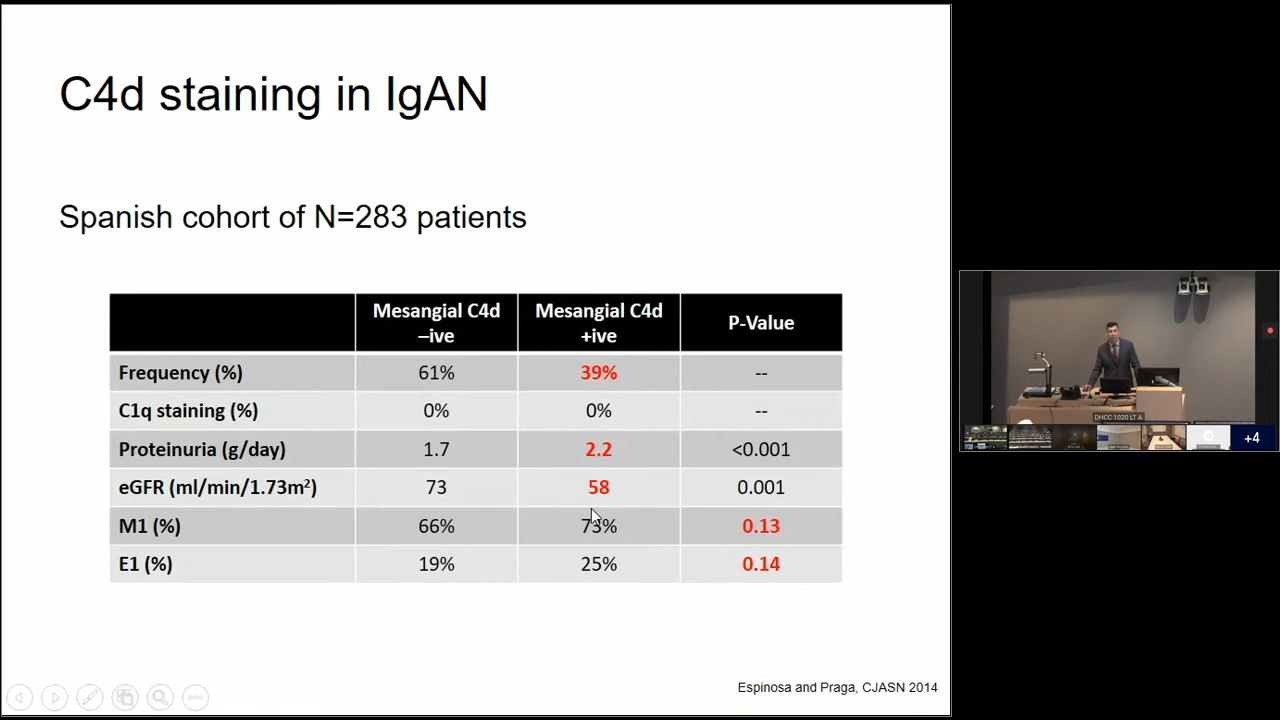 C4d staining in IgAN
Spanish cohort of N=283 patients
Mesangial C4d –ive
Mesangial C4d +ive
P-Value
Frequency (%) 61% 39% --
C1q staining (%) 0% 0% --
Proteinuria (g/day) 1.7 2.2 <0.001
eGFR (ml/min/1.73m²) 73 58 0.001
M1 (%) 66% 73% 0.13
E1 (%) 19% 25% 0.14
Espinosa and Praga, CJASN 2014
DHCC 1020 LT A
+4